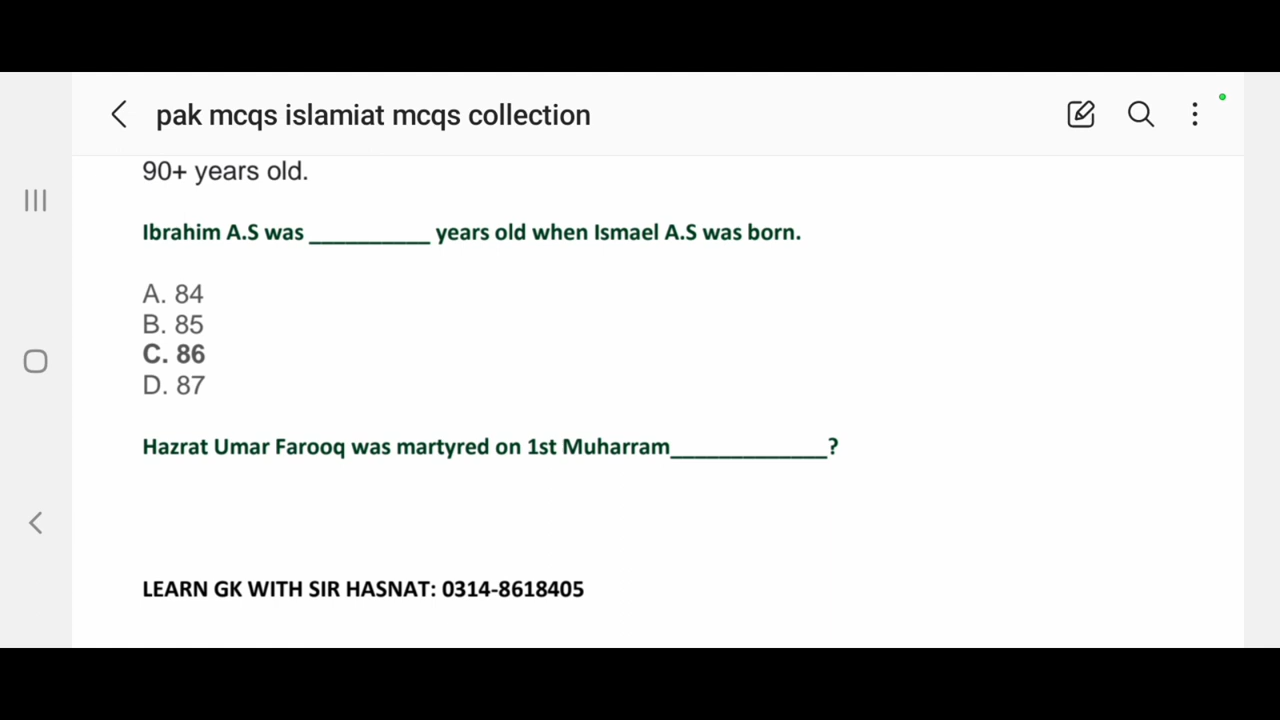 pak mcqs islamiat mcqs collection
90+ years old.
Ibrahim A.S was __________ years old when Ismael A.S was born.
A. 84
B. 85
C. 86
D. 87
Hazrat Umar Farooq was martyred on 1st Muharram_____________?
LEARN GK WITH SIR HASNAT: 0314-8618405